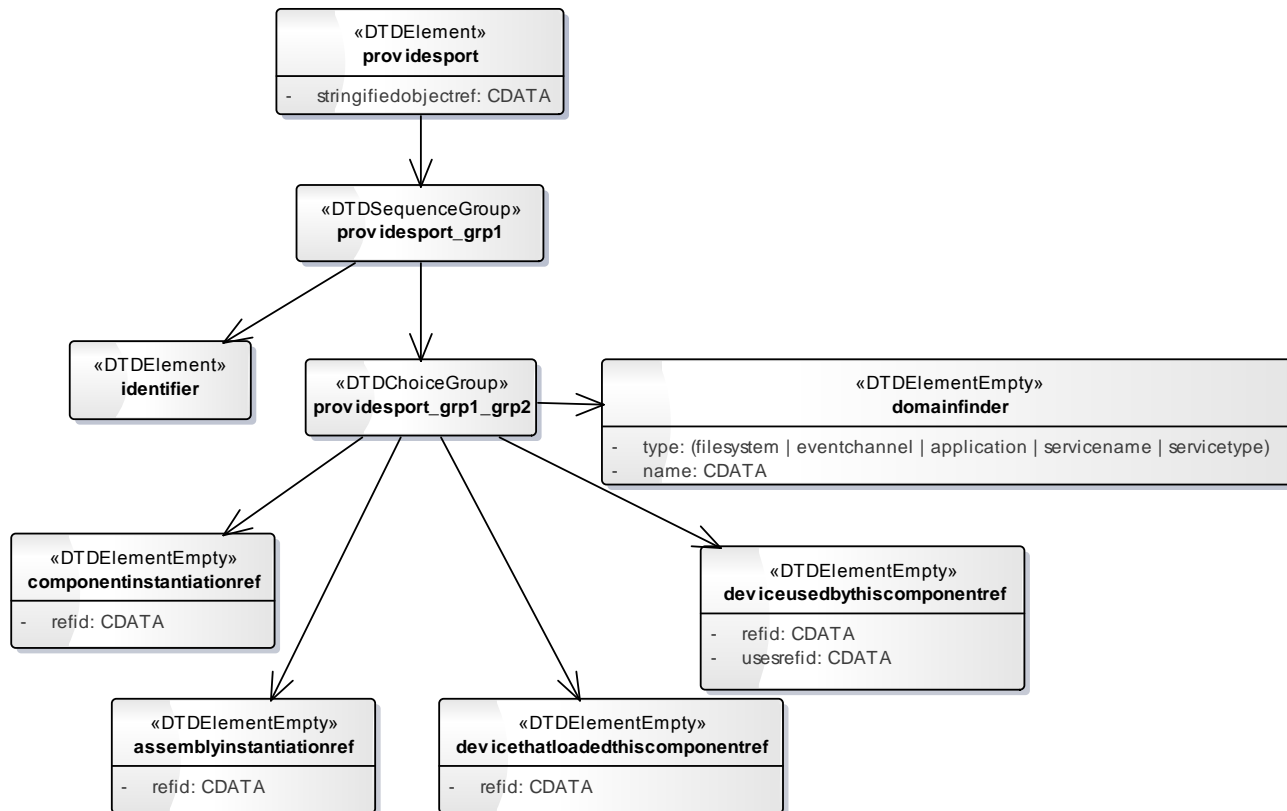 «DTDElement»
providesport
- stringifiedobjectref: CDATA
«DTDSequenceGroup»
providesport_grp1
«DTDElement»
identifier
«DTDChoiceGroup»
providesport_grp1_grp2
«DTDElementEmpty»
domainfinder
- type: (filesystem | eventchannel | application | servicename | servicetype)
- name: CDATA
«DTDElementEmpty»
componentinstantiationref
- refid: CDATA
«DTDElementEmpty»
deviceusedbythiscomponentref
- refid: CDATA
- usesrefid: CDATA
«DTDElementEmpty»
assemblyinstantiationref
- refid: CDATA
«DTDElementEmpty»
devicethatloadedthiscomponentref
- refid: CDATA